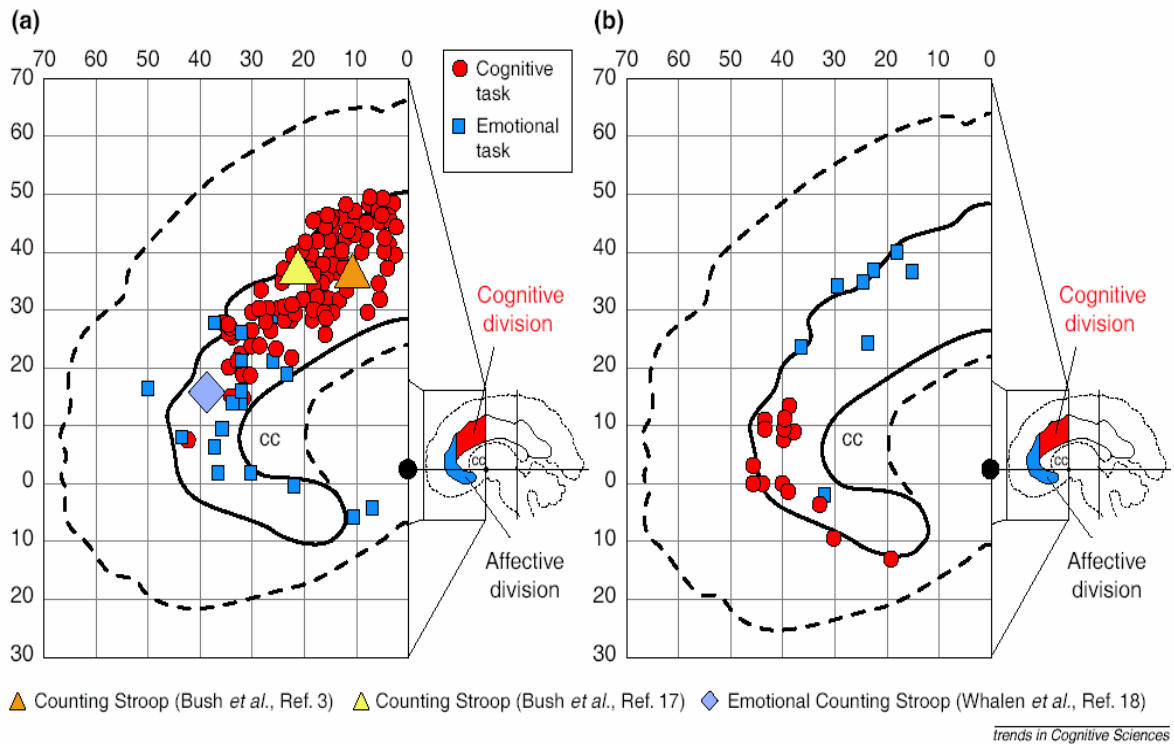 (a)
(b)
70 60 50 40 30 20 10 0
70 60 50 40 30 20 10 0
70
60
50
40
30
20
10
0
10
20
30
70
60
50
40
30
20
10
0
10
20
30
Cognitive
task
Emotional
task
Cognitive
division
cc
cc
Affective
division
Cognitive
division
cc
cc
Affective
division
Counting Stroop (Bush et al., Ref. 3) Counting Stroop (Bush et al., Ref. 17) Emotional Counting Stroop (Whalen et al., Ref. 18)
trends in Cognitive Sciences